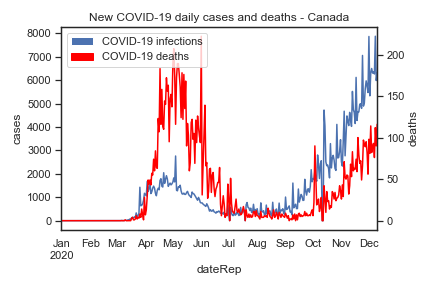 New COVID-19 daily cases and deaths - Canada
COVID-19 infections
COVID-19 deaths
8000
7000
6000
5000
4000
3000
2000
1000
0
cases
200
150
100
50
0
deaths
Jan Feb Mar Apr May Jun Jul Aug Sep Oct Nov Dec
2020
dateRep